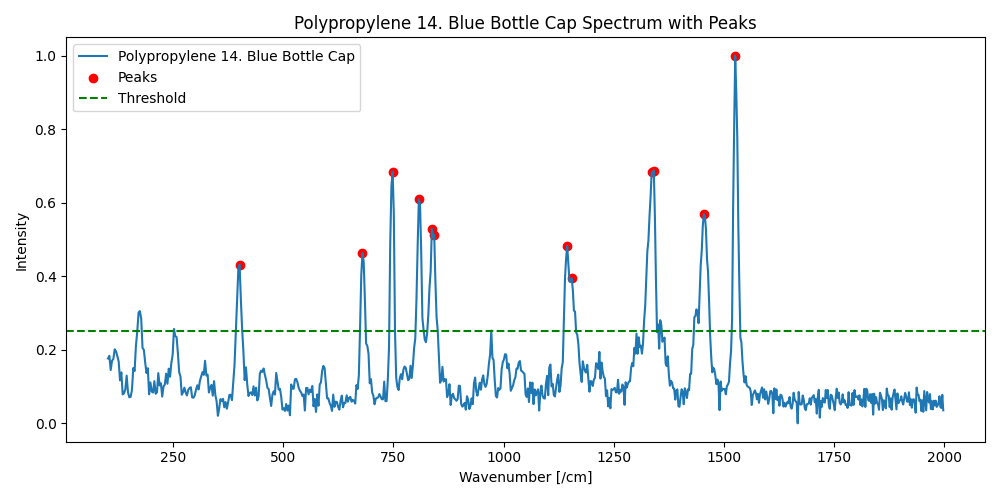 Polypropylene 14. Blue Bottle Cap Spectrum with Peaks
Polypropylene 14. Blue Bottle Cap
Peaks
Threshold
Intensity
1.0
0.8
0.6
0.4
0.2
0.0
250 500 750 1000 1250 1500 1750 2000
Wavenumber [/cm]